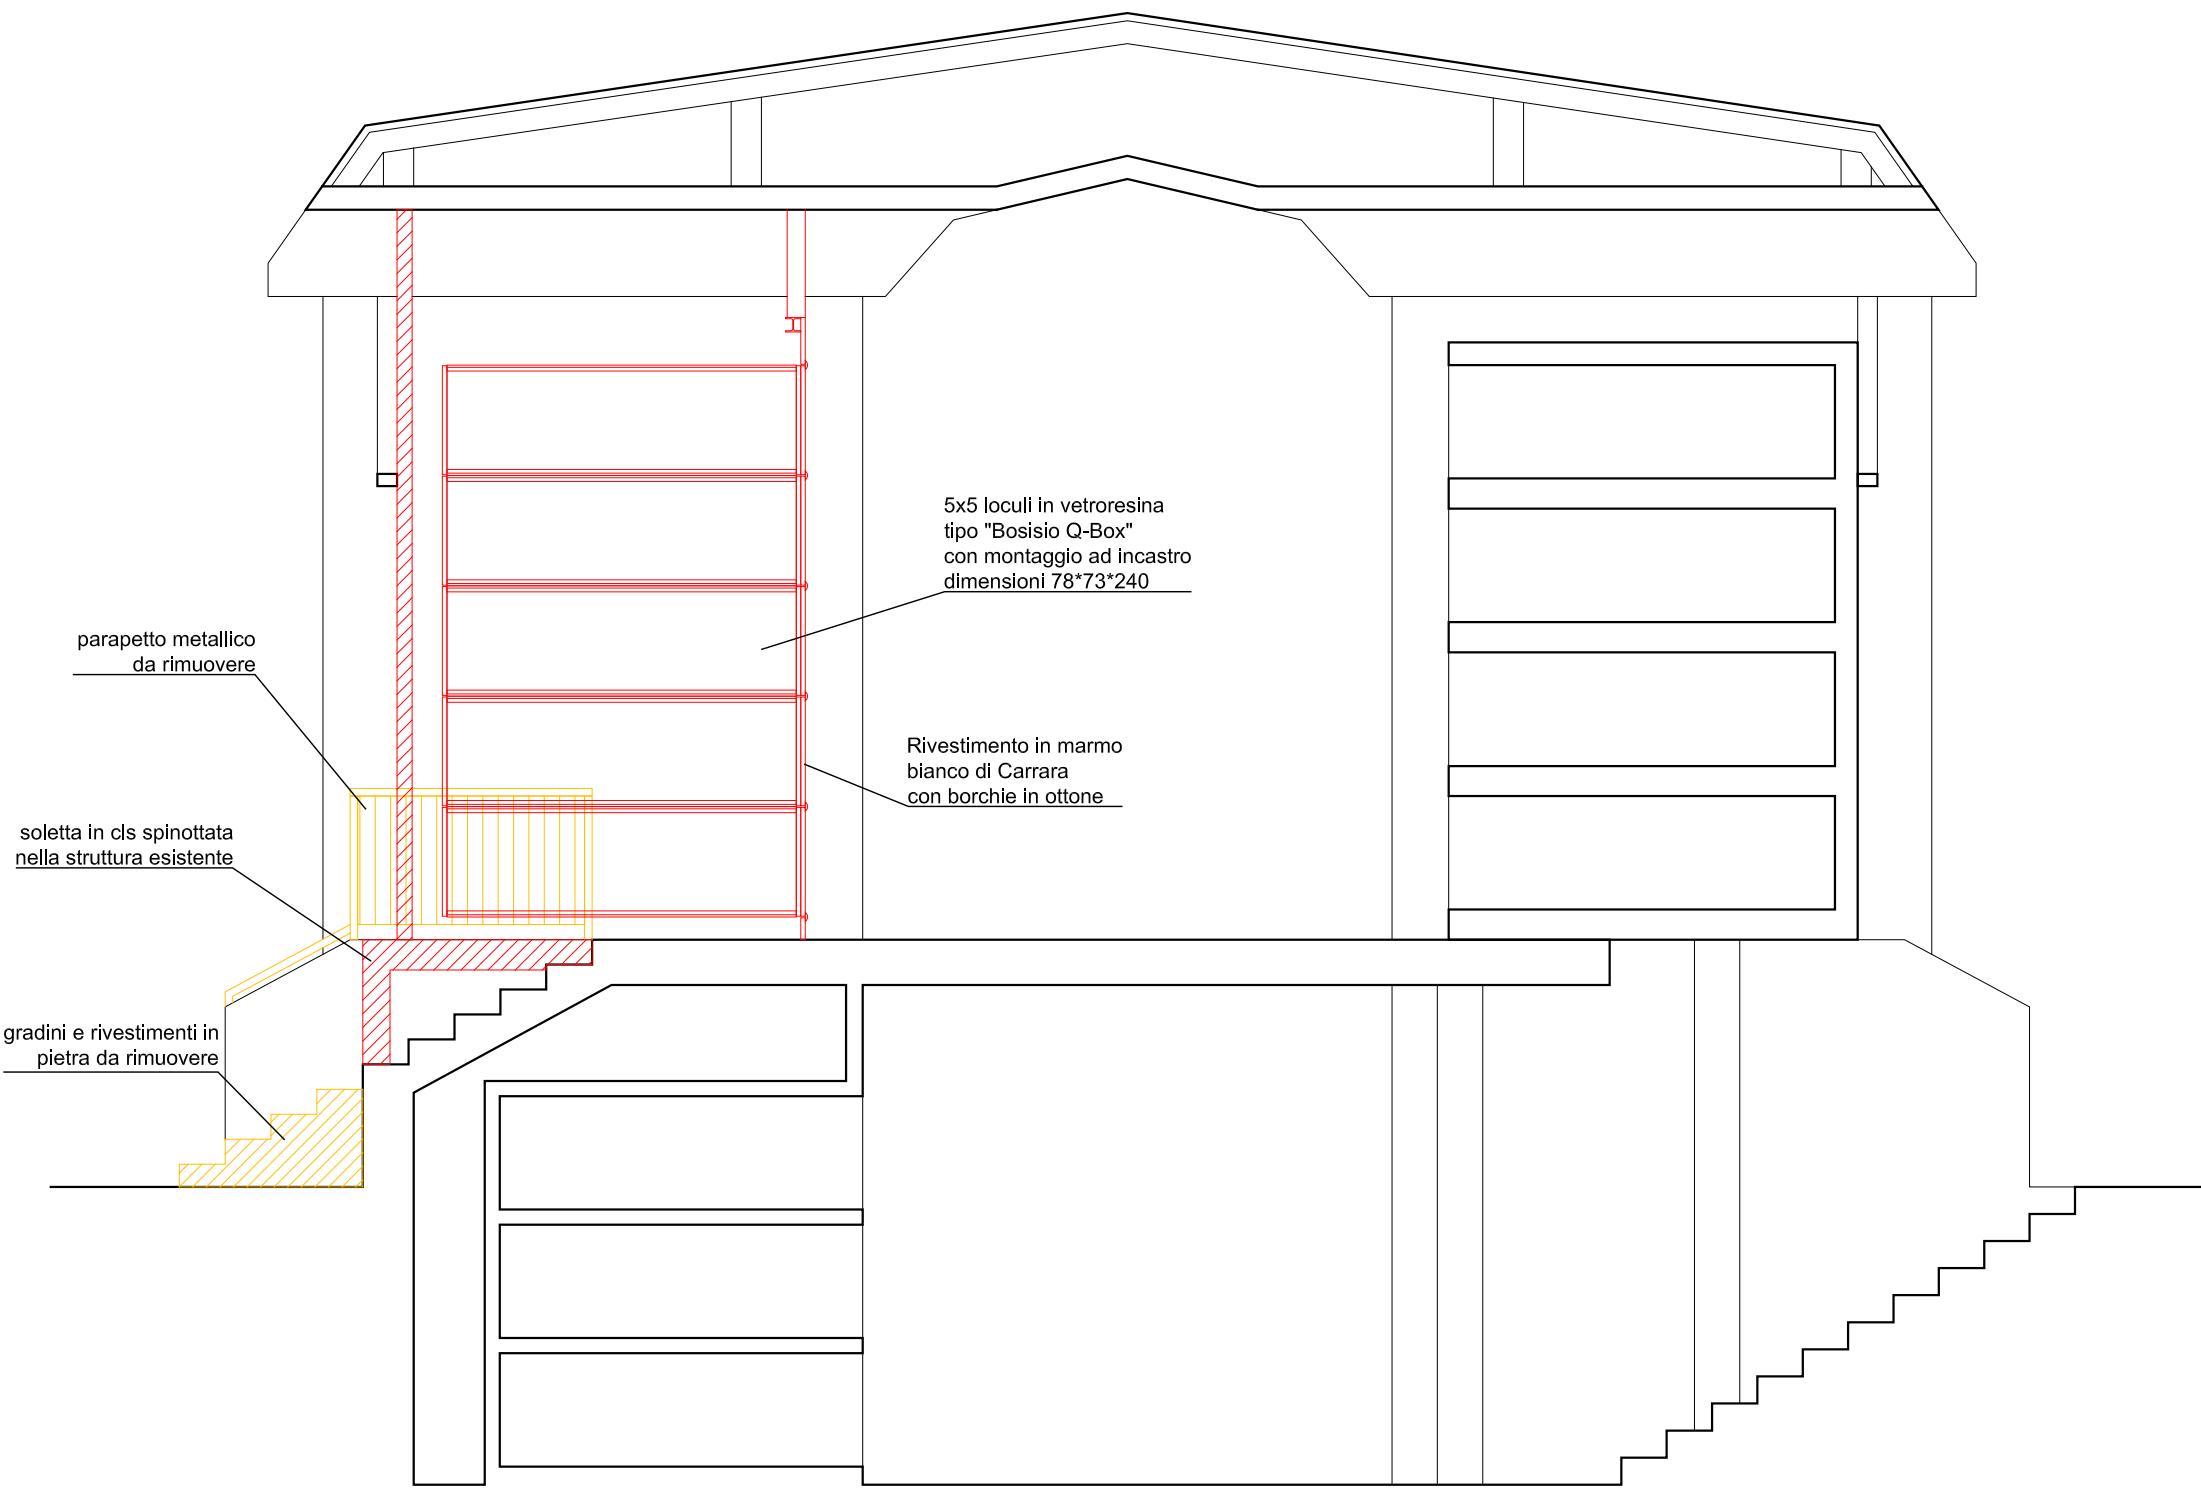 5x5 loculi in vetroresina
tipo "Bosisio Q-Box"
con montaggio ad incastro
dimensioni 78*73*240
parapetto metallico
da rimuovere
Rivestimento in marmo
bianco di Carrara
con borchie in ottone
soletta in cls spinottata
nella struttura esistente
gradini e rivestimenti in
pietra da rimuovere